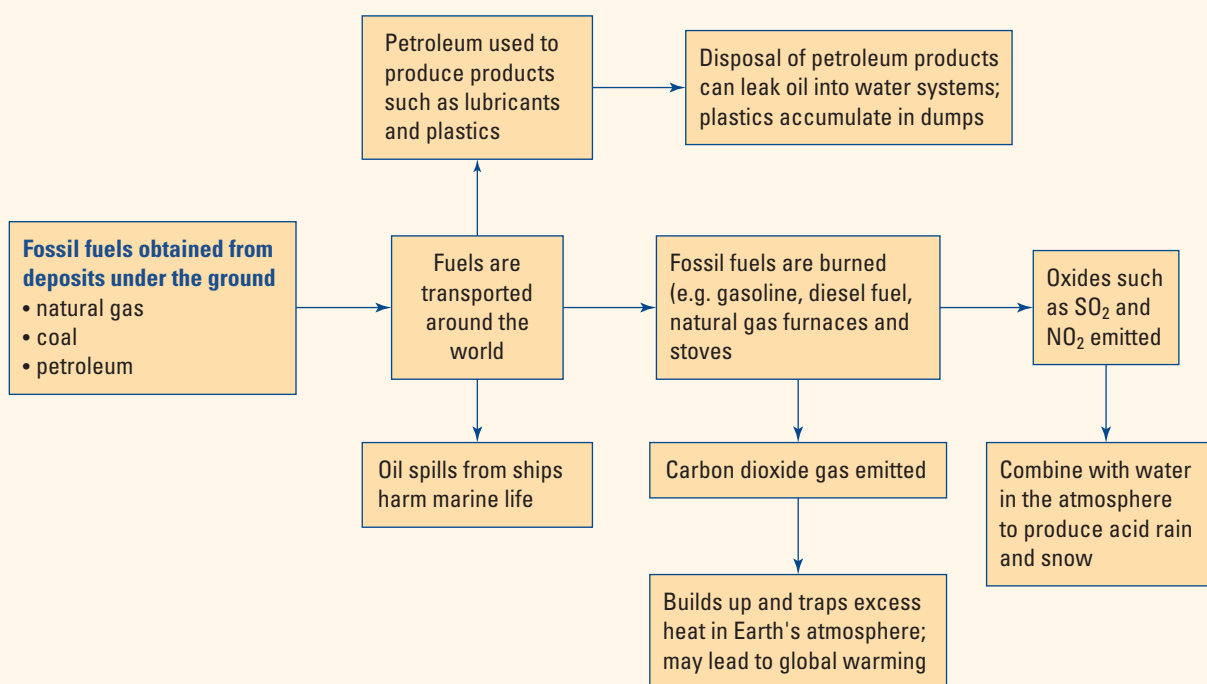 Petroleum used to
produce products
such as lubricants
and plastics
Disposal of petroleum products
can leak oil into water systems;
plastics accumulate in dumps
Fossil fuels obtained from
deposits under the ground
• natural gas
• coal
• petroleum
Fuels are
transported
around the
world
Fossil fuels are burned
(e.g. gasoline, diesel fuel,
natural gas furnaces and
stoves
Oxides such
as SO₂ and
NO₂ emitted
Oil spills from ships
harm marine life
Carbon dioxide gas emitted
Combine with water
in the atmosphere
to produce acid rain
and snow
Builds up and traps excess
heat in Earth's atmosphere;
may lead to global warming